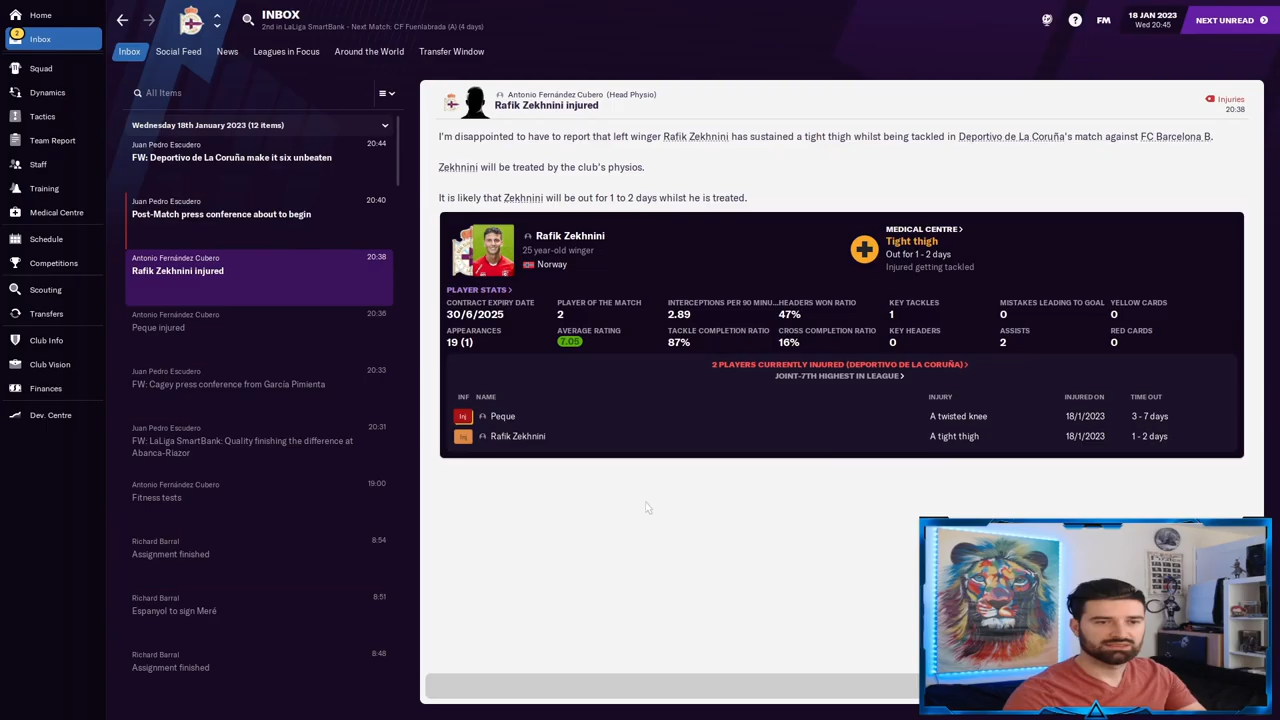 Home
2
Inbox
Squad
Dynamics
Tactics
Team Report
Staff
Training
Medical Centre
Schedule
Competitions
Scouting
Transfers
Club Info
Club Vision
Finances
Dev. Centre
INBOX
2nd in LaLiga SmartBank - Next Match: CF Fuenlabrada (A) (4 days)
FM
18 JAN 2023
Wed 20:45
NEXT UNREAD
Inbox
Social Feed
News
Leagues in Focus
Around the World
Transfer Window
All Items
Wednesday 18th January 2023 (12 items)
Juan Pedro Escudero 20:44
FW: Deportivo de La Coruña make it six unbeaten
Juan Pedro Escudero 20:40
Post-Match press conference about to begin
Antonio Fernández Cubero 20:38
Rafik Zekhnini injured
Antonio Fernández Cubero 20:36
Peque injured
Juan Pedro Escudero 20:33
FW: Cagey press conference from García Pimienta
Juan Pedro Escudero 20:31
FW: LaLiga SmartBank: Quality finishing the difference at
Abanca-Riazor
Antonio Fernández Cubero 19:00
Fitness tests
Richard Barral 8:54
Assignment finished
Richard Barral 8:51
Espanyol to sign Meré
Richard Barral 8:48
Assignment finished
Antonio Fernández Cubero (Head Physio)
Rafik Zekhnini injured
Injuries
20:38
I'm disappointed to have to report that left winger Rafik Zekhnini has sustained a tight thigh whilst being tackled in Deportivo de La Coruña's match against FC Barcelona B.
Zekhnini will be treated by the club's physios.
It is likely that Zekhnini will be out for 1 to 2 days whilst he is treated.
Rafik Zekhnini
25 year-old winger
Norway
MEDICAL CENTRE >
Tight thigh
Out for 1 - 2 days
Injured getting tackled
PLAYER STATS >
CONTRACT EXPIRY DATE PLAYER OF THE MATCH INTERCEPTIONS PER 90 MINU... HEADERS WON RATIO KEY TACKLES MISTAKES LEADING TO GOAL YELLOW CARDS
30/6/2025 2 2.89 47% 1 0 0
APPEARANCES AVERAGE RATING TACKLE COMPLETION RATIO CROSS COMPLETION RATIO KEY HEADERS ASSISTS RED CARDS
19 (1) 7.05 87% 16% 0 2 0
2 PLAYERS CURRENTLY INJURED (DEPORTIVO DE LA CORUÑA) >
JOINT-7TH HIGHEST IN LEAGUE >
INF NAME INJURY INJURED ON TIME OUT
Inj Peque A twisted knee 18/1/2023 3 - 7 days
Inj Rafik Zekhnini A tight thigh 18/1/2023 1 - 2 days